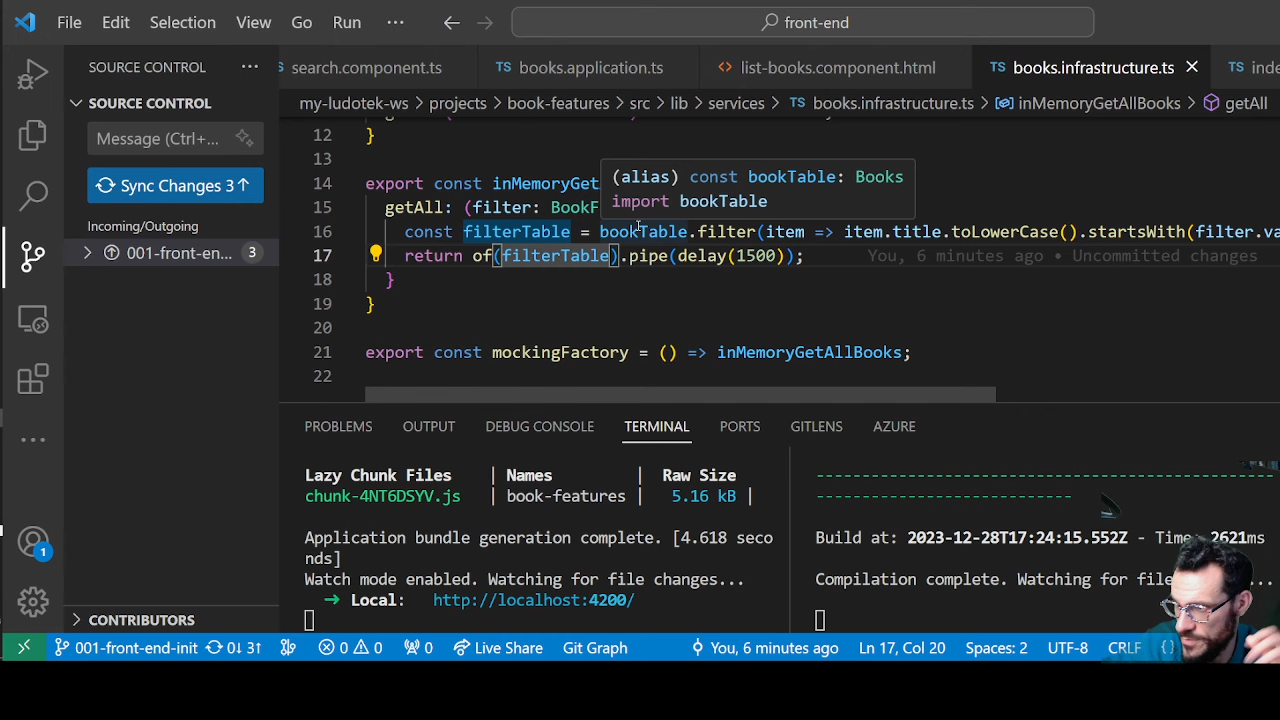 File Edit Selection View Go Run ··· front-end
SOURCE CONTROL ···
search.component.ts books.application.ts list-books.component.html books.infrastructure.ts inde
my-ludotek-ws > projects > book-features > src > lib > services > books.infrastructure.ts > inMemoryGetAllBooks > getAll
SOURCE CONTROL
Message (Ctrl+...
Sync Changes 3↑
Incoming/Outgoing
001-front-en... 3
12 }
13
14 export const inMemoryGet
15 getAll: (filter: BookF
16 const filterTable = bookTable.filter(item => item.title.toLowerCase().startsWith(filter.va
17 return of(filterTable).pipe(delay(1500)); You, 6 minutes ago • Uncommitted changes
18 }
19 }
20
21 export const mockingFactory = () => inMemoryGetAllBooks;
22
(alias) const bookTable: Books
import bookTable
PROBLEMS OUTPUT DEBUG CONSOLE TERMINAL PORTS GITLENS AZURE
Lazy Chunk Files | Names | Raw Size
chunk-4NT6DSYV.js | book-features | 5.16 kB |
Application bundle generation complete. [4.618 seco
nds]
Watch mode enabled. Watching for file changes...
➜ Local: http://localhost:4200/
------------------------------------------------
---------------------------
Build at: 2023-12-28T17:24:15.552Z - Time: 2621ms
Compilation complete. Watching for file ...
1
CONTRIBUTORS
001-front-end-init 0↓ 3↑ 0 0 0 Live Share Git Graph You, 6 minutes ago Ln 17, Col 20 Spaces: 2 UTF-8 CRLF {}